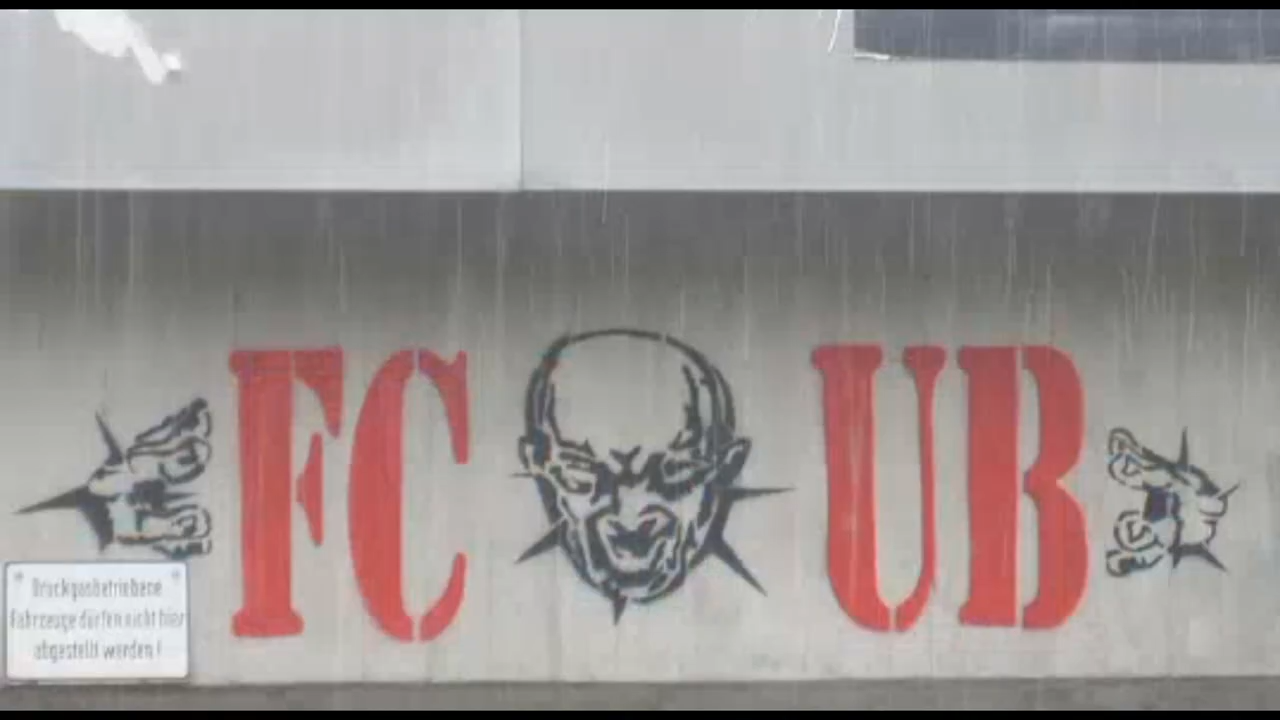 FC UB
Druckgasbetriebene
Fahrzeuge dürfen nicht hier
abgestellt werden !